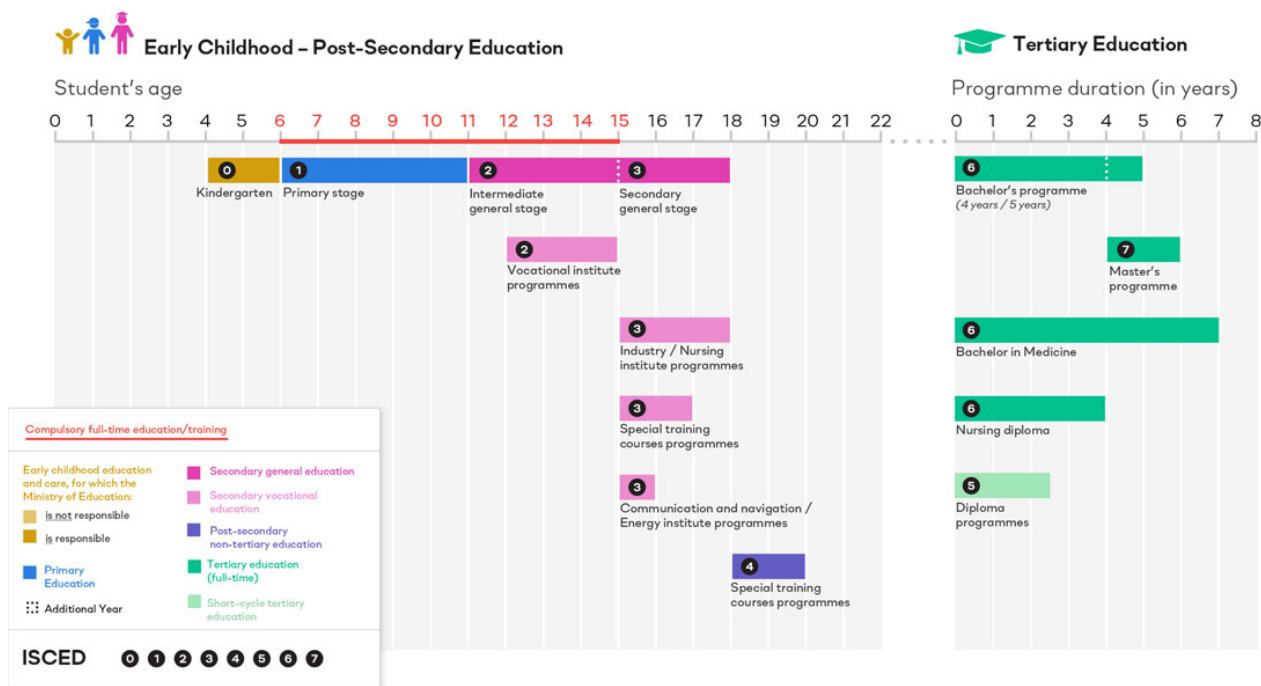 Early Childhood – Post-Secondary Education
Student's age
0 1 2 3 4 5 6 7 8 9 10 11 12 13 14 15 16 17 18 19 20 21 22
0
Kindergarten
1
Primary stage
2
Intermediate
general stage
3
Secondary
general stage
2
Vocational institute
programmes
3
Industry / Nursing
institute programmes
3
Special training
courses programmes
3
Communication and navigation /
Energy institute programmes
4
Special training
courses programmes
Tertiary Education
Programme duration (in years)
0 1 2 3 4 5 6 7 8
6
Bachelor's programme
(4 years / 5 years)
7
Master's
programme
6
Bachelor in Medicine
6
Nursing diploma
5
Diploma
programmes
Compulsory full-time education/training
Early childhood education
and care, for which the
Ministry of Education:
is not responsible
is responsible
Primary
Education
Additional Year
Secondary general education
Secondary vocational
education
Post-secondary
non-tertiary education
Tertiary education
(full-time)
Short-cycle tertiary
education
ISCED 0 1 2 3 4 5 6 7